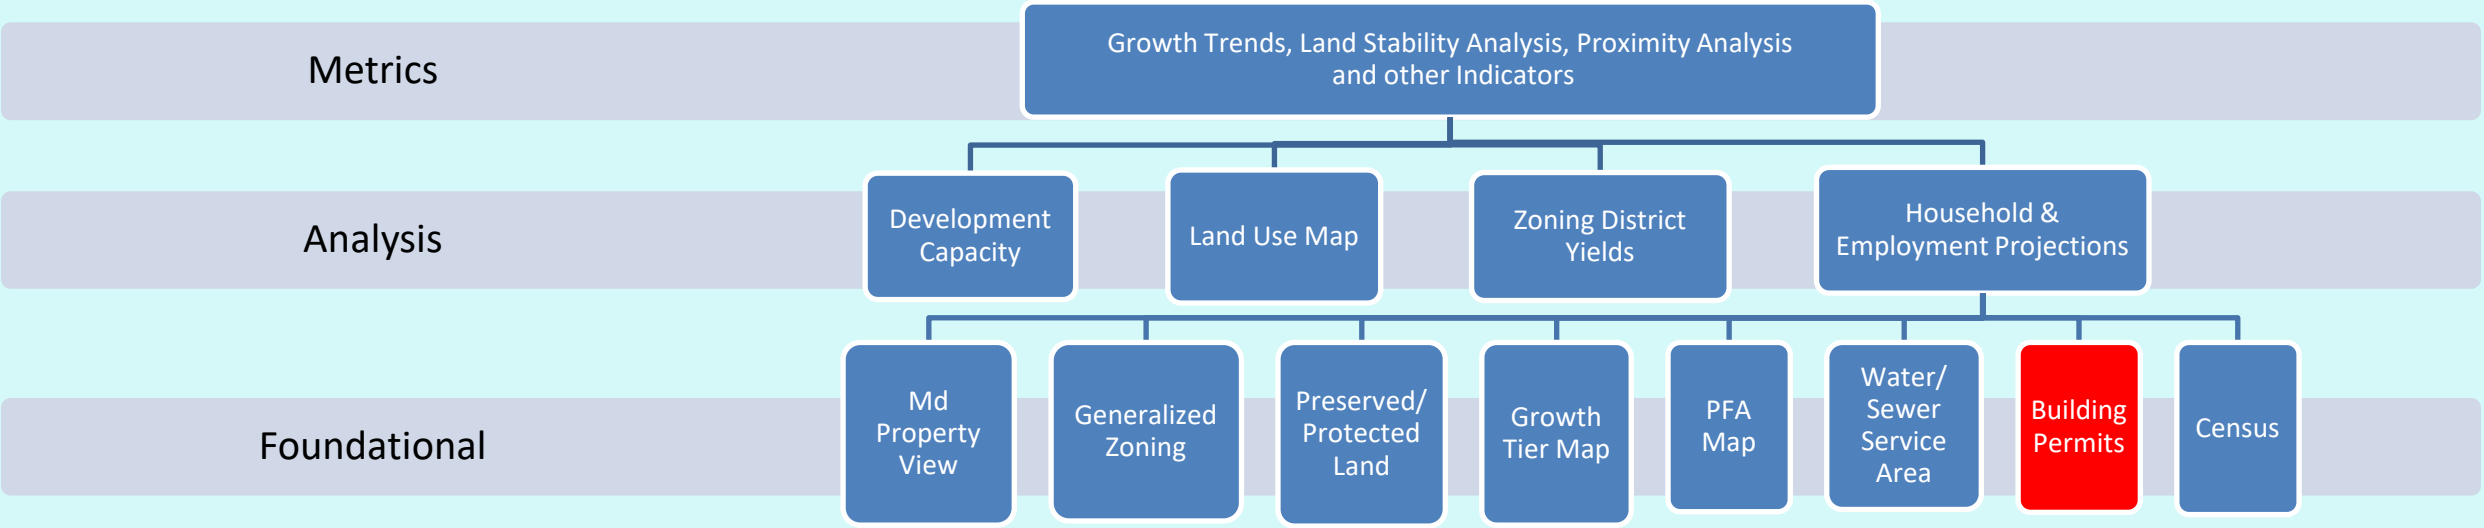 Metrics
Growth Trends, Land Stability Analysis, Proximity Analysis
and other Indicators
Analysis
Development
Capacity
Land Use Map
Zoning District
Yields
Household &
Employment Projections
Foundational
Md
Property
View
Generalized
Zoning
Preserved/
Protected
Land
Growth
Tier Map
PFA
Map
Water/
Sewer
Service
Area
Building
Permits
Census